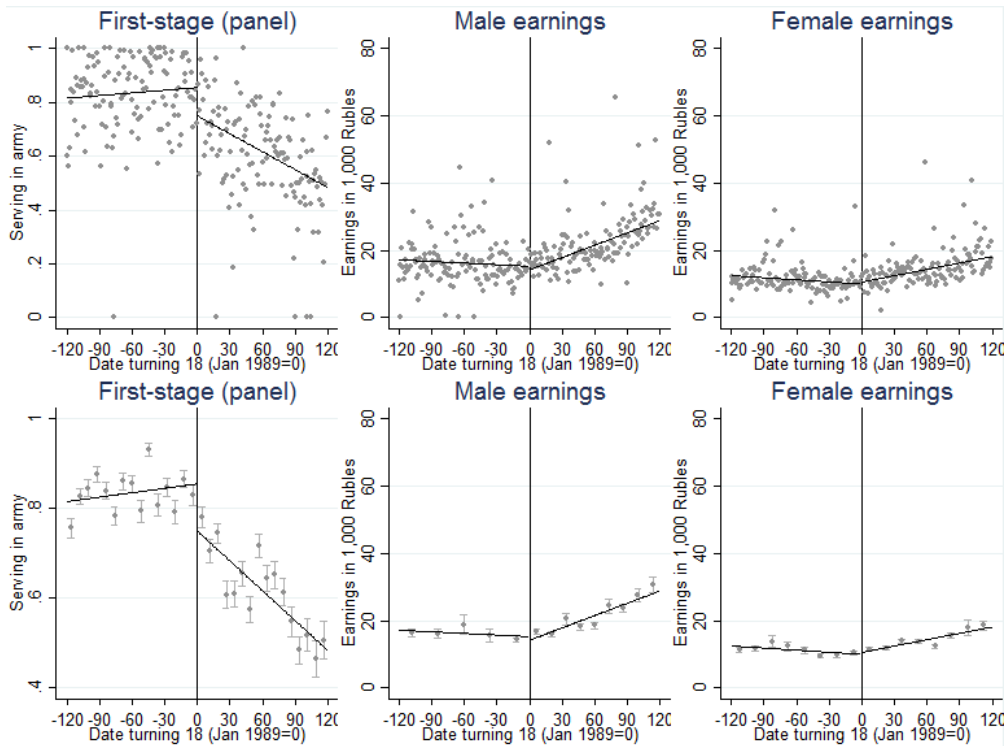 First-stage (panel)
Male earnings
Female earnings
Serving in army
1
.8
.6
.4
.2
0
-120 -90 -60 -30 0 30 60 90 120
Date turning 18 (Jan 1989=0)
Earnings in 1,000 Rubles
80
60
40
20
0
-120 -90 -60 -30 0 30 60 90 120
Date turning 18 (Jan 1989=0)
Earnings in 1,000 Rubles
80
60
40
20
0
-120 -90 -60 -30 0 30 60 90 120
Date turning 18 (Jan 1989=0)
First-stage (panel)
Male earnings
Female earnings
Serving in army
1
.8
.6
.4
-120 -90 -60 -30 0 30 60 90 120
Date turning 18 (Jan 1989=0)
Earnings in 1,000 Rubles
80
60
40
20
0
-120 -90 -60 -30 0 30 60 90 120
Date turning 18 (Jan 1989=0)
Earnings in 1,000 Rubles
80
60
40
20
0
-120 -90 -60 -30 0 30 60 90 120
Date turning 18 (Jan 1989=0)